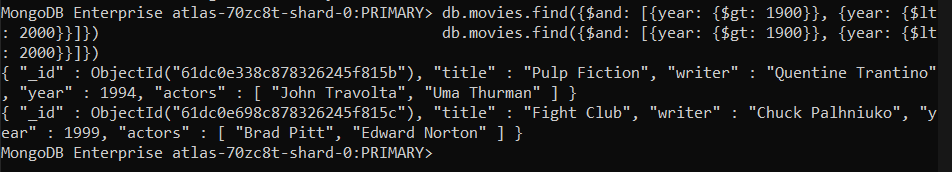 MongoDB Enterprise atlas-70zc8t-shard-0:PRIMARY> db.movies.find({$and: [{year: {$gt: 1900}}, {year: {$lt
: 2000}}]})                                      db.movies.find({$and: [{year: {$gt: 1900}}, {year: {$lt
: 2000}}]})
{ "_id" : ObjectId("61dc0e338c878326245f815b"), "title" : "Pulp Fiction", "writer" : "Quentine Trantino"
, "year" : 1994, "actors" : [ "John Travolta", "Uma Thurman" ] }
{ "_id" : ObjectId("61dc0e698c878326245f815c"), "title" : "Fight Club", "writer" : "Chuck Palhniuko", "y
ear" : 1999, "actors" : [ "Brad Pitt", "Edward Norton" ] }
MongoDB Enterprise atlas-70zc8t-shard-0:PRIMARY>